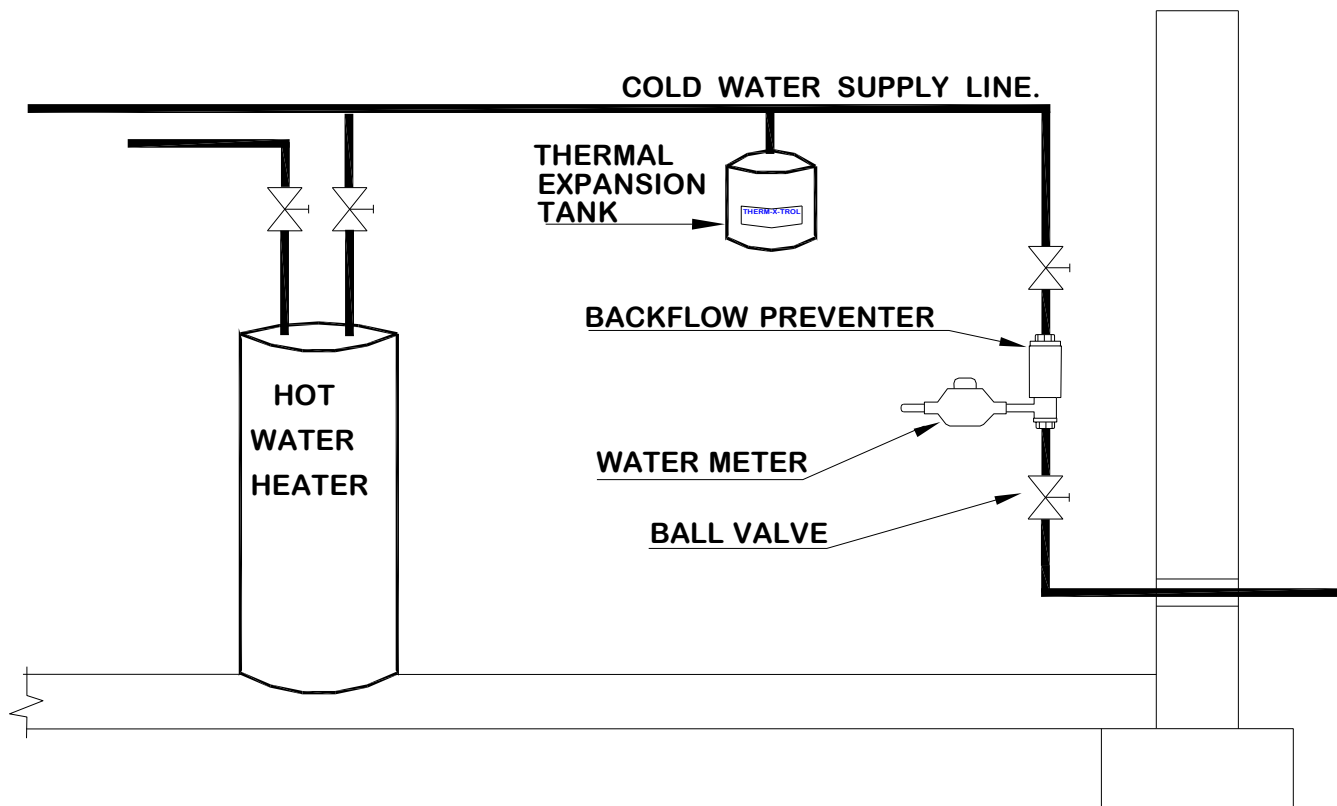 COLD WATER SUPPLY LINE.
THERMAL
EXPANSION
TANK
THERM-X-TROL
BACKFLOW PREVENTER
HOT
WATER
HEATER
WATER METER
BALL VALVE